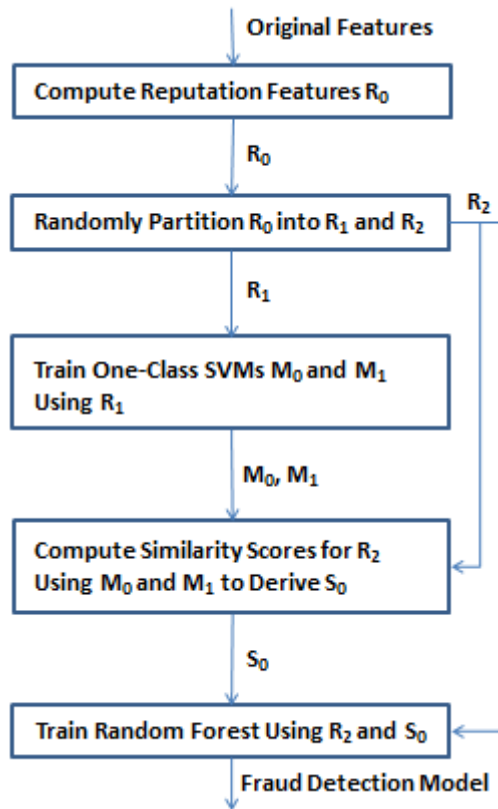 Original Features
Compute Reputation Features R₀
R₀
Randomly Partition R₀ into R₁ and R₂
R₂
R₁
Train One-Class SVMs M₀ and M₁
Using R₁
M₀, M₁
Compute Similarity Scores for R₂
Using M₀ and M₁ to Derive S₀
S₀
Train Random Forest Using R₂ and S₀
Fraud Detection Model